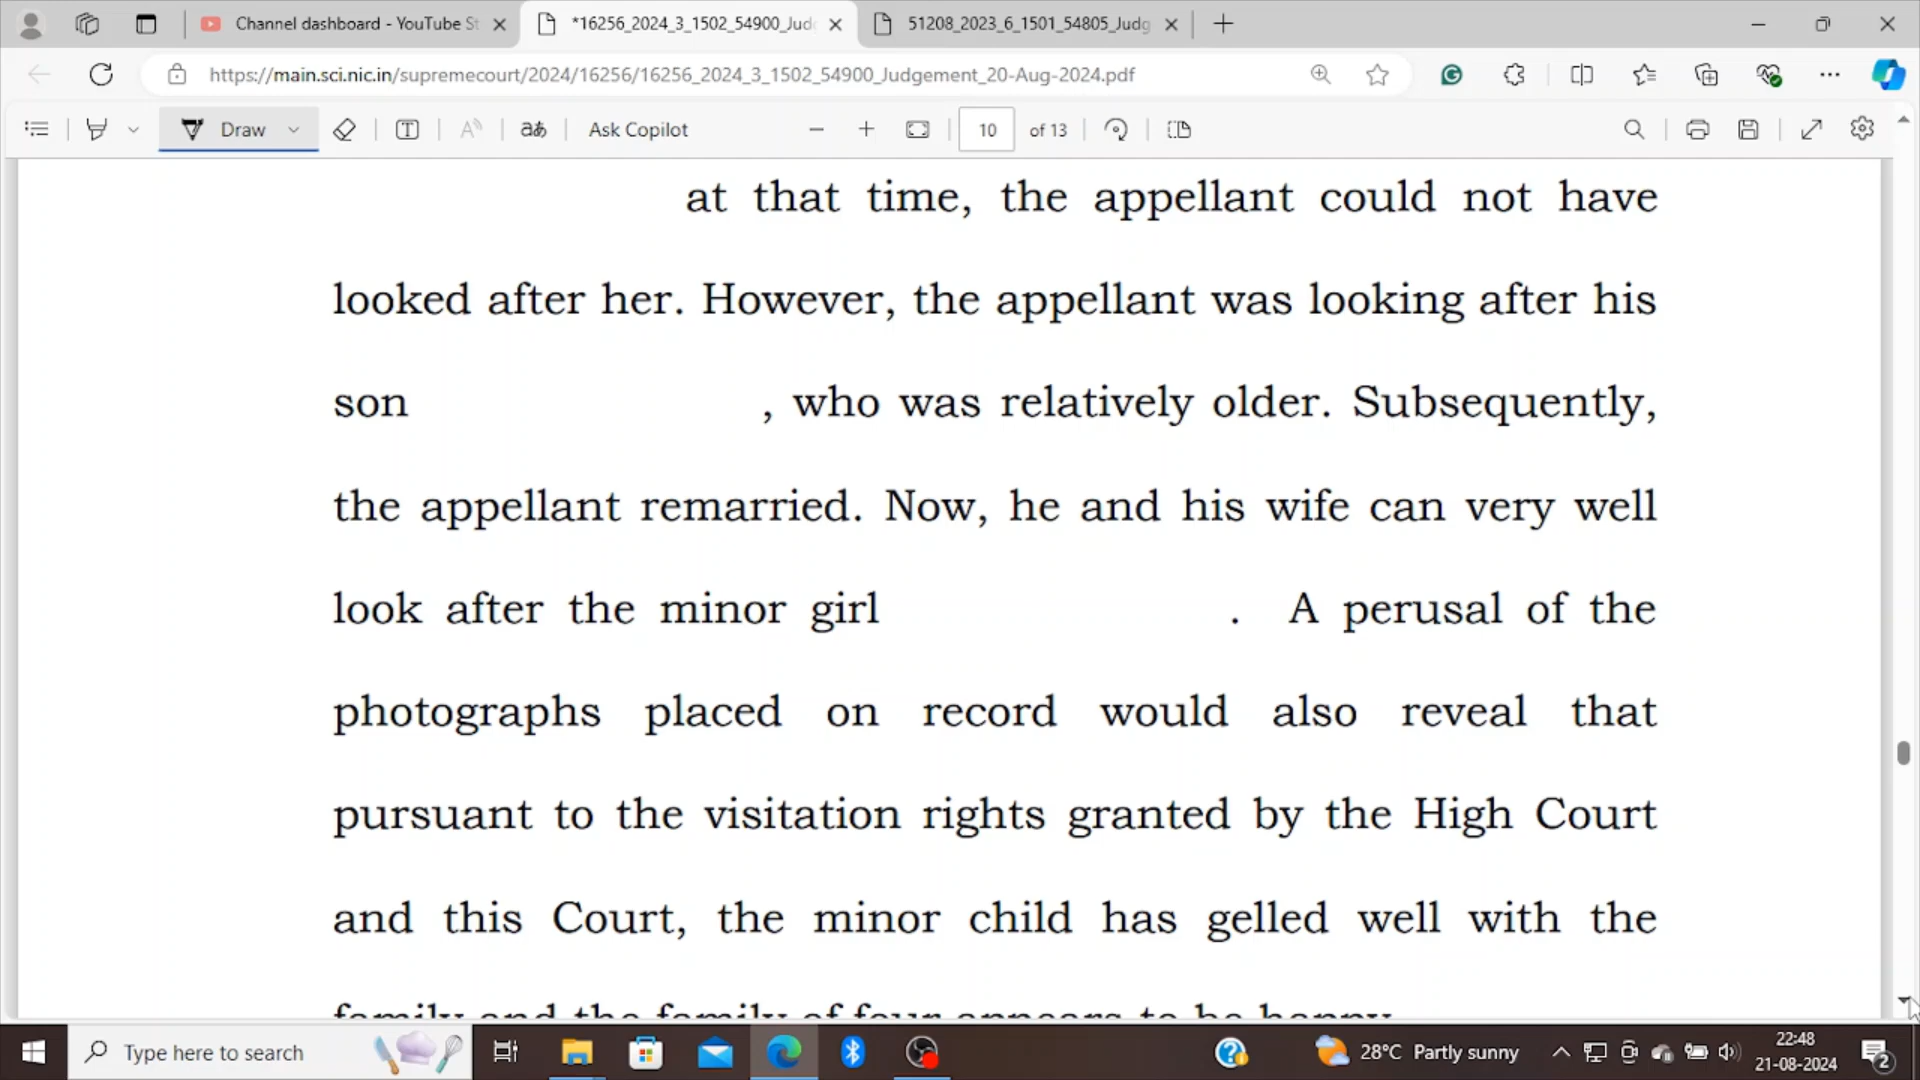 Channel dashboard - YouTube St
*16256_2024_3_1502_54900_Jud
51208_2023_6_1501_54805_Judg
https://main.sci.nic.in/supremecourt/2024/16256/16256_2024_3_1502_54900_Judgement_20-Aug-2024.pdf
Draw
Ask Copilot
10 of 13
at that time, the appellant could not have
looked after her. However, the appellant was looking after his
son , who was relatively older. Subsequently,
the appellant remarried. Now, he and his wife can very well
look after the minor girl . A perusal of the
photographs placed on record would also reveal that
pursuant to the visitation rights granted by the High Court
and this Court, the minor child has gelled well with the
family and the family of four appears to be happy
Type here to search
28°C Partly sunny
22:48
21-08-2024
2